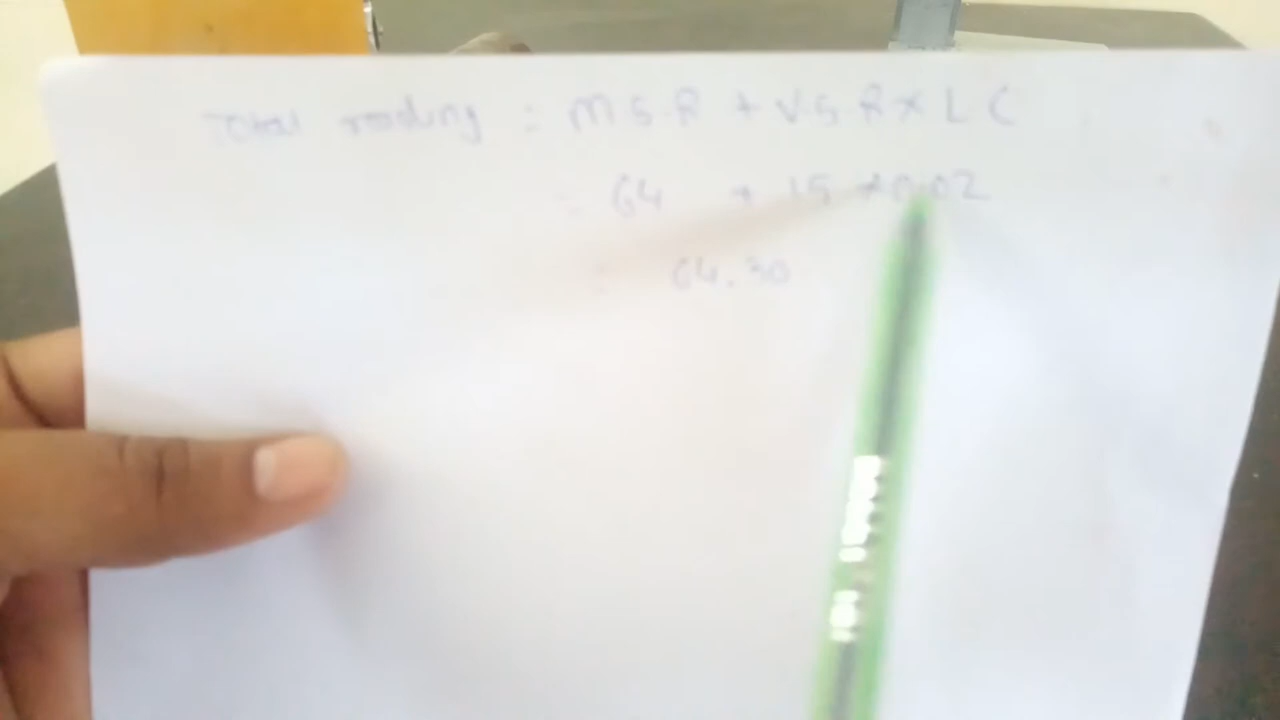 Total reading = M S R + V S R x L C
= 64 + 15 x 0.02
= 64.30